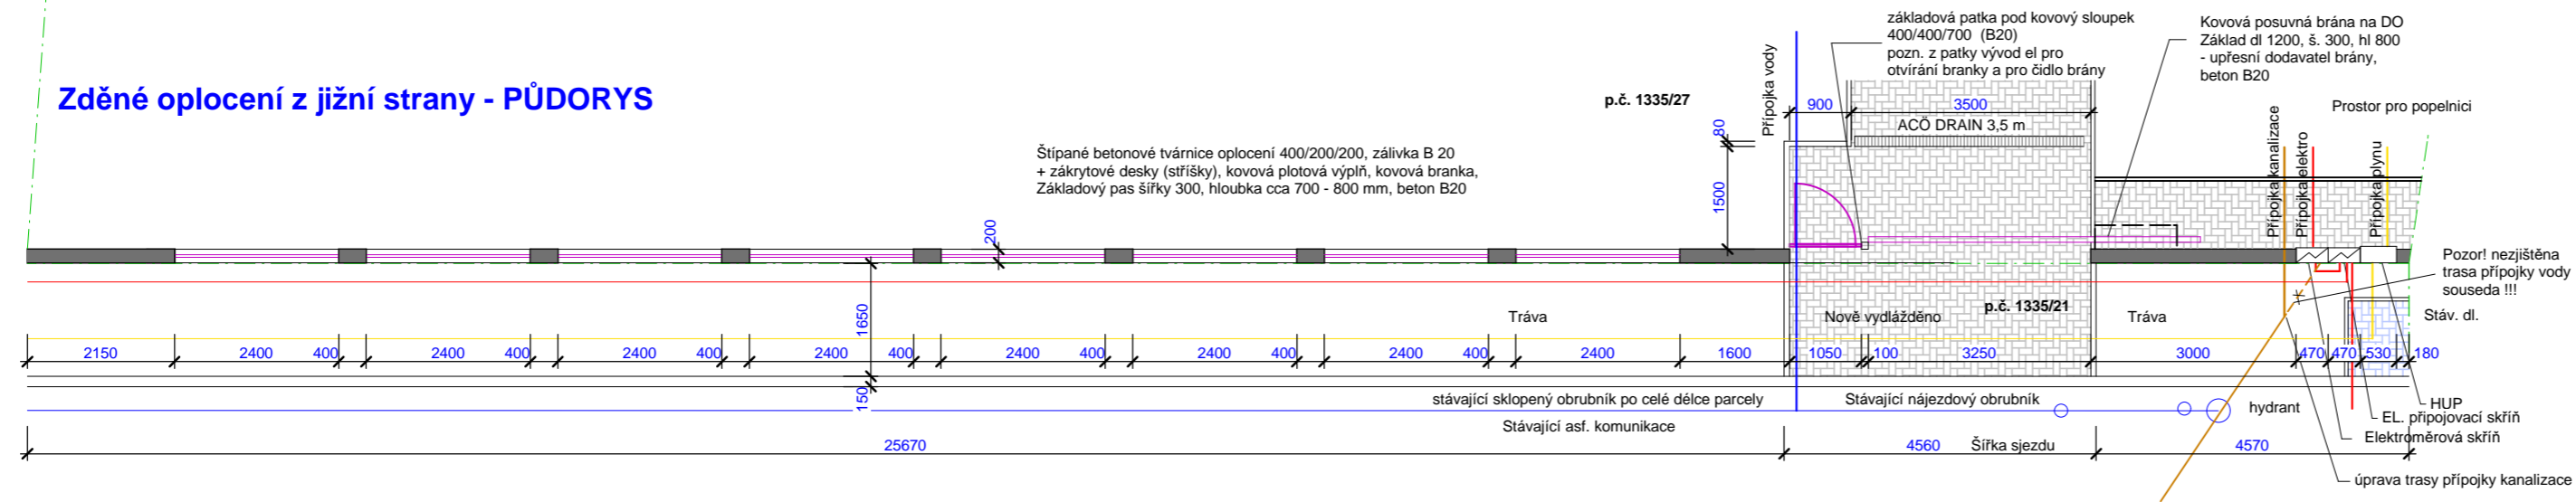 Zděné oplocení z jižní strany - PŮDORYS
Štípané betonové tvárnice oplocení 400/200/200, zálivka B 20
+ zákrytové desky (stříšky), kovová plotová výplň, kovová branka,
Základový pas šířky 300, hloubka cca 700 - 800 mm, beton B20
p.č. 1335/27
Přípojka vody
základová patka pod kovový sloupek
400/400/700 (B20)
pozn. z patky vývod el pro
otvírání branky a pro čidlo brány
Kovová posuvná brána na DO
Základ dl 1200, š. 300, hl 800
- upřesní dodavatel brány,
beton B20
Prostor pro popelnici
900
3500
ACÖ DRAIN 3,5 m
80
1500
200
Přípojka kanalizace
Přípojka elektro
Přípojka plynu
Pozor! nezjištěna
trasa přípojky vody
souseda !!!
1650
Tráva
Nově vydlážděno
p.č. 1335/21
Tráva
Stáv. dl.
2150
2400
400
2400
400
2400
400
2400
400
2400
400
2400
400
2400
400
2400
1600
1050
100
3250
3000
470
470
530
180
150
stávající sklopený obrubník po celé délce parcely
Stávající nájezdový obrubník
hydrant
HUP
EL. připojovací skříň
Elektroměrová skříň
Stávající asf. komunikace
25670
4560
Šířka sjezdu
4570
úprava trasy přípojky kanalizace